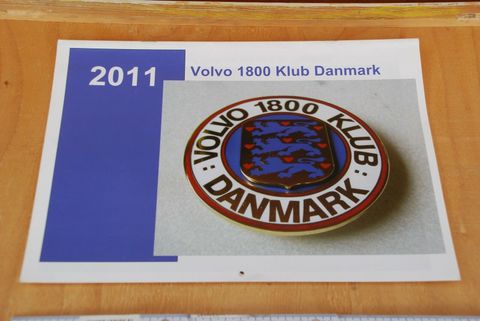 2011
Volvo 1800 Klub Danmark
: VOLVO 1800 KLUB :
DANMARK